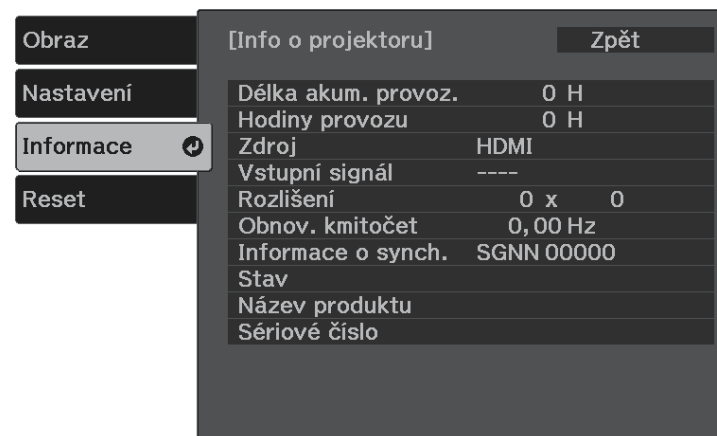 Obraz
Nastavení
Informace
Reset
[Info o projektoru] Zpět
Délka akum. provoz. 0 H
Hodiny provozu 0 H
Zdroj HDMI
Vstupní signál ----
Rozlišení 0 x 0
Obnov. kmitočet 0,00 Hz
Informace o synch. SGNN 00000
Stav
Název produktu
Sériové číslo